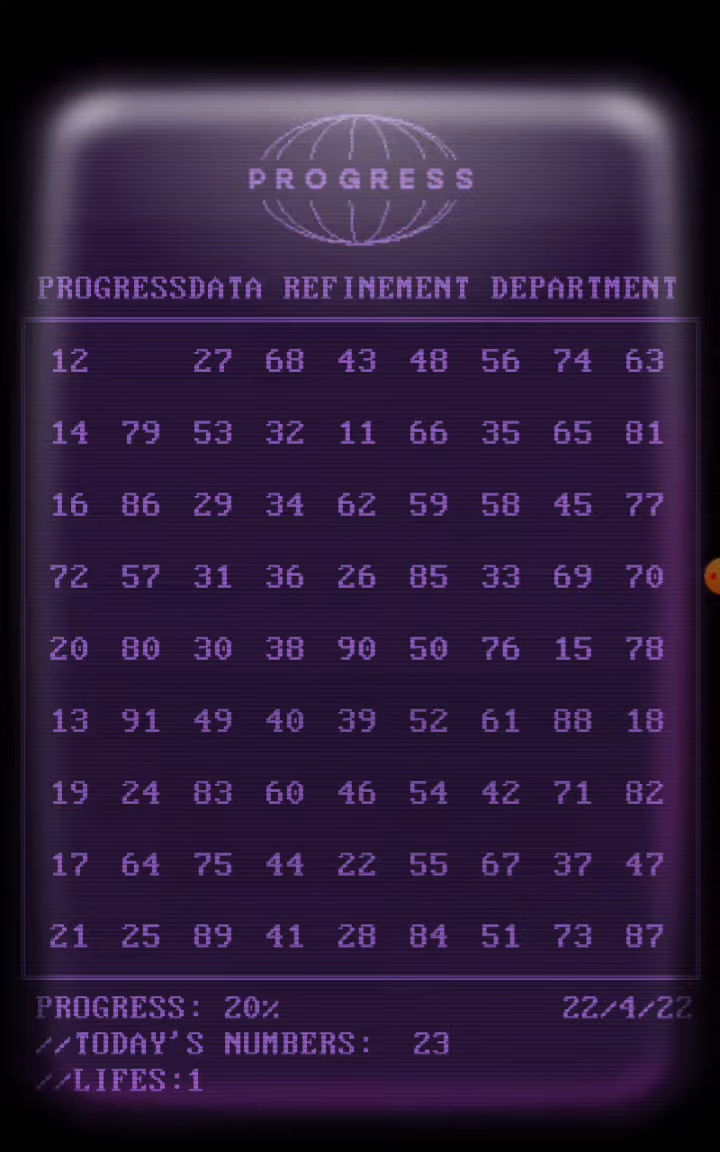 PROGRESS
PROGRESSDATA REFINEMENT DEPARTMENT
12 27 68 43 48 56 74 63
14 79 53 32 11 66 35 65 81
16 86 29 34 62 59 58 45 77
72 57 31 36 26 85 33 69 70
20 80 30 38 90 50 76 15 78
13 91 49 40 39 52 61 88 18
19 24 83 60 46 54 42 71 82
17 64 75 44 22 55 67 37 47
21 25 89 41 28 84 51 73 87
PROGRESS: 20% 22/4/22
//TODAY'S NUMBERS: 23
//LIFES:1